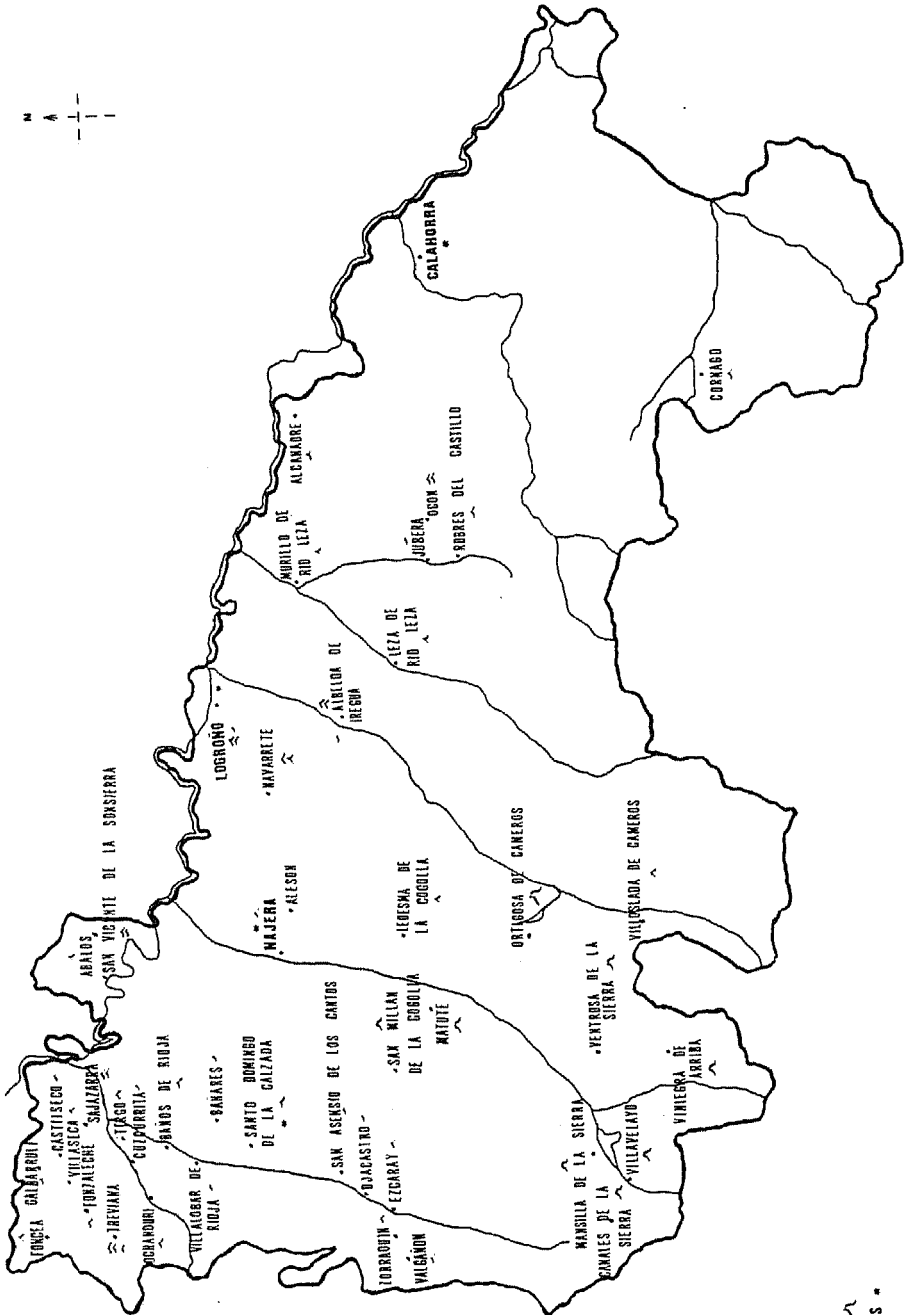 N
FONCEA
GALBARRULI
CASTILSECO
VILLASECA
FONZALECHE
SAJAZARRA
TREVIANA
TIRGO
CUZCURRITA
OCHANDURI
BAÑOS DE RIOJA
VILLALOBAR DE
RIOJA
BAÑARES
SANTO DOMINGO
DE LA CALZADA
SAN ASENSIO DE LOS CANTOS
OJACASTRO
EZCARAY
ZORRAQUIN
VALGAÑON
ABALOS
SAN VICENTE DE LA SONSIERRA
NAJERA
ALESON
SAN MILLAN
DE LA COGOLLA
MATUTE
LEDESMA DE
LA COGOLLA
MANSILLA DE LA SIERRA
CANALES DE LA
SIERRA
VILLAVELAYO
VENTROSA DE LA
SIERRA
VINIEGRA DE
ARRIBA
ORTIGOSA DE CAMEROS
VILLOSLADA DE CAMEROS
LOGROÑO
NAVARRETE
ALBELDA DE
IREGUA
LEZA DE
RIO LEZA
MURILLO DE
RIO LEZA
ALCANADRE
JUBERA
OCON
ROBRES DEL CASTILLO
CALAHORRA
CORNAGO
S